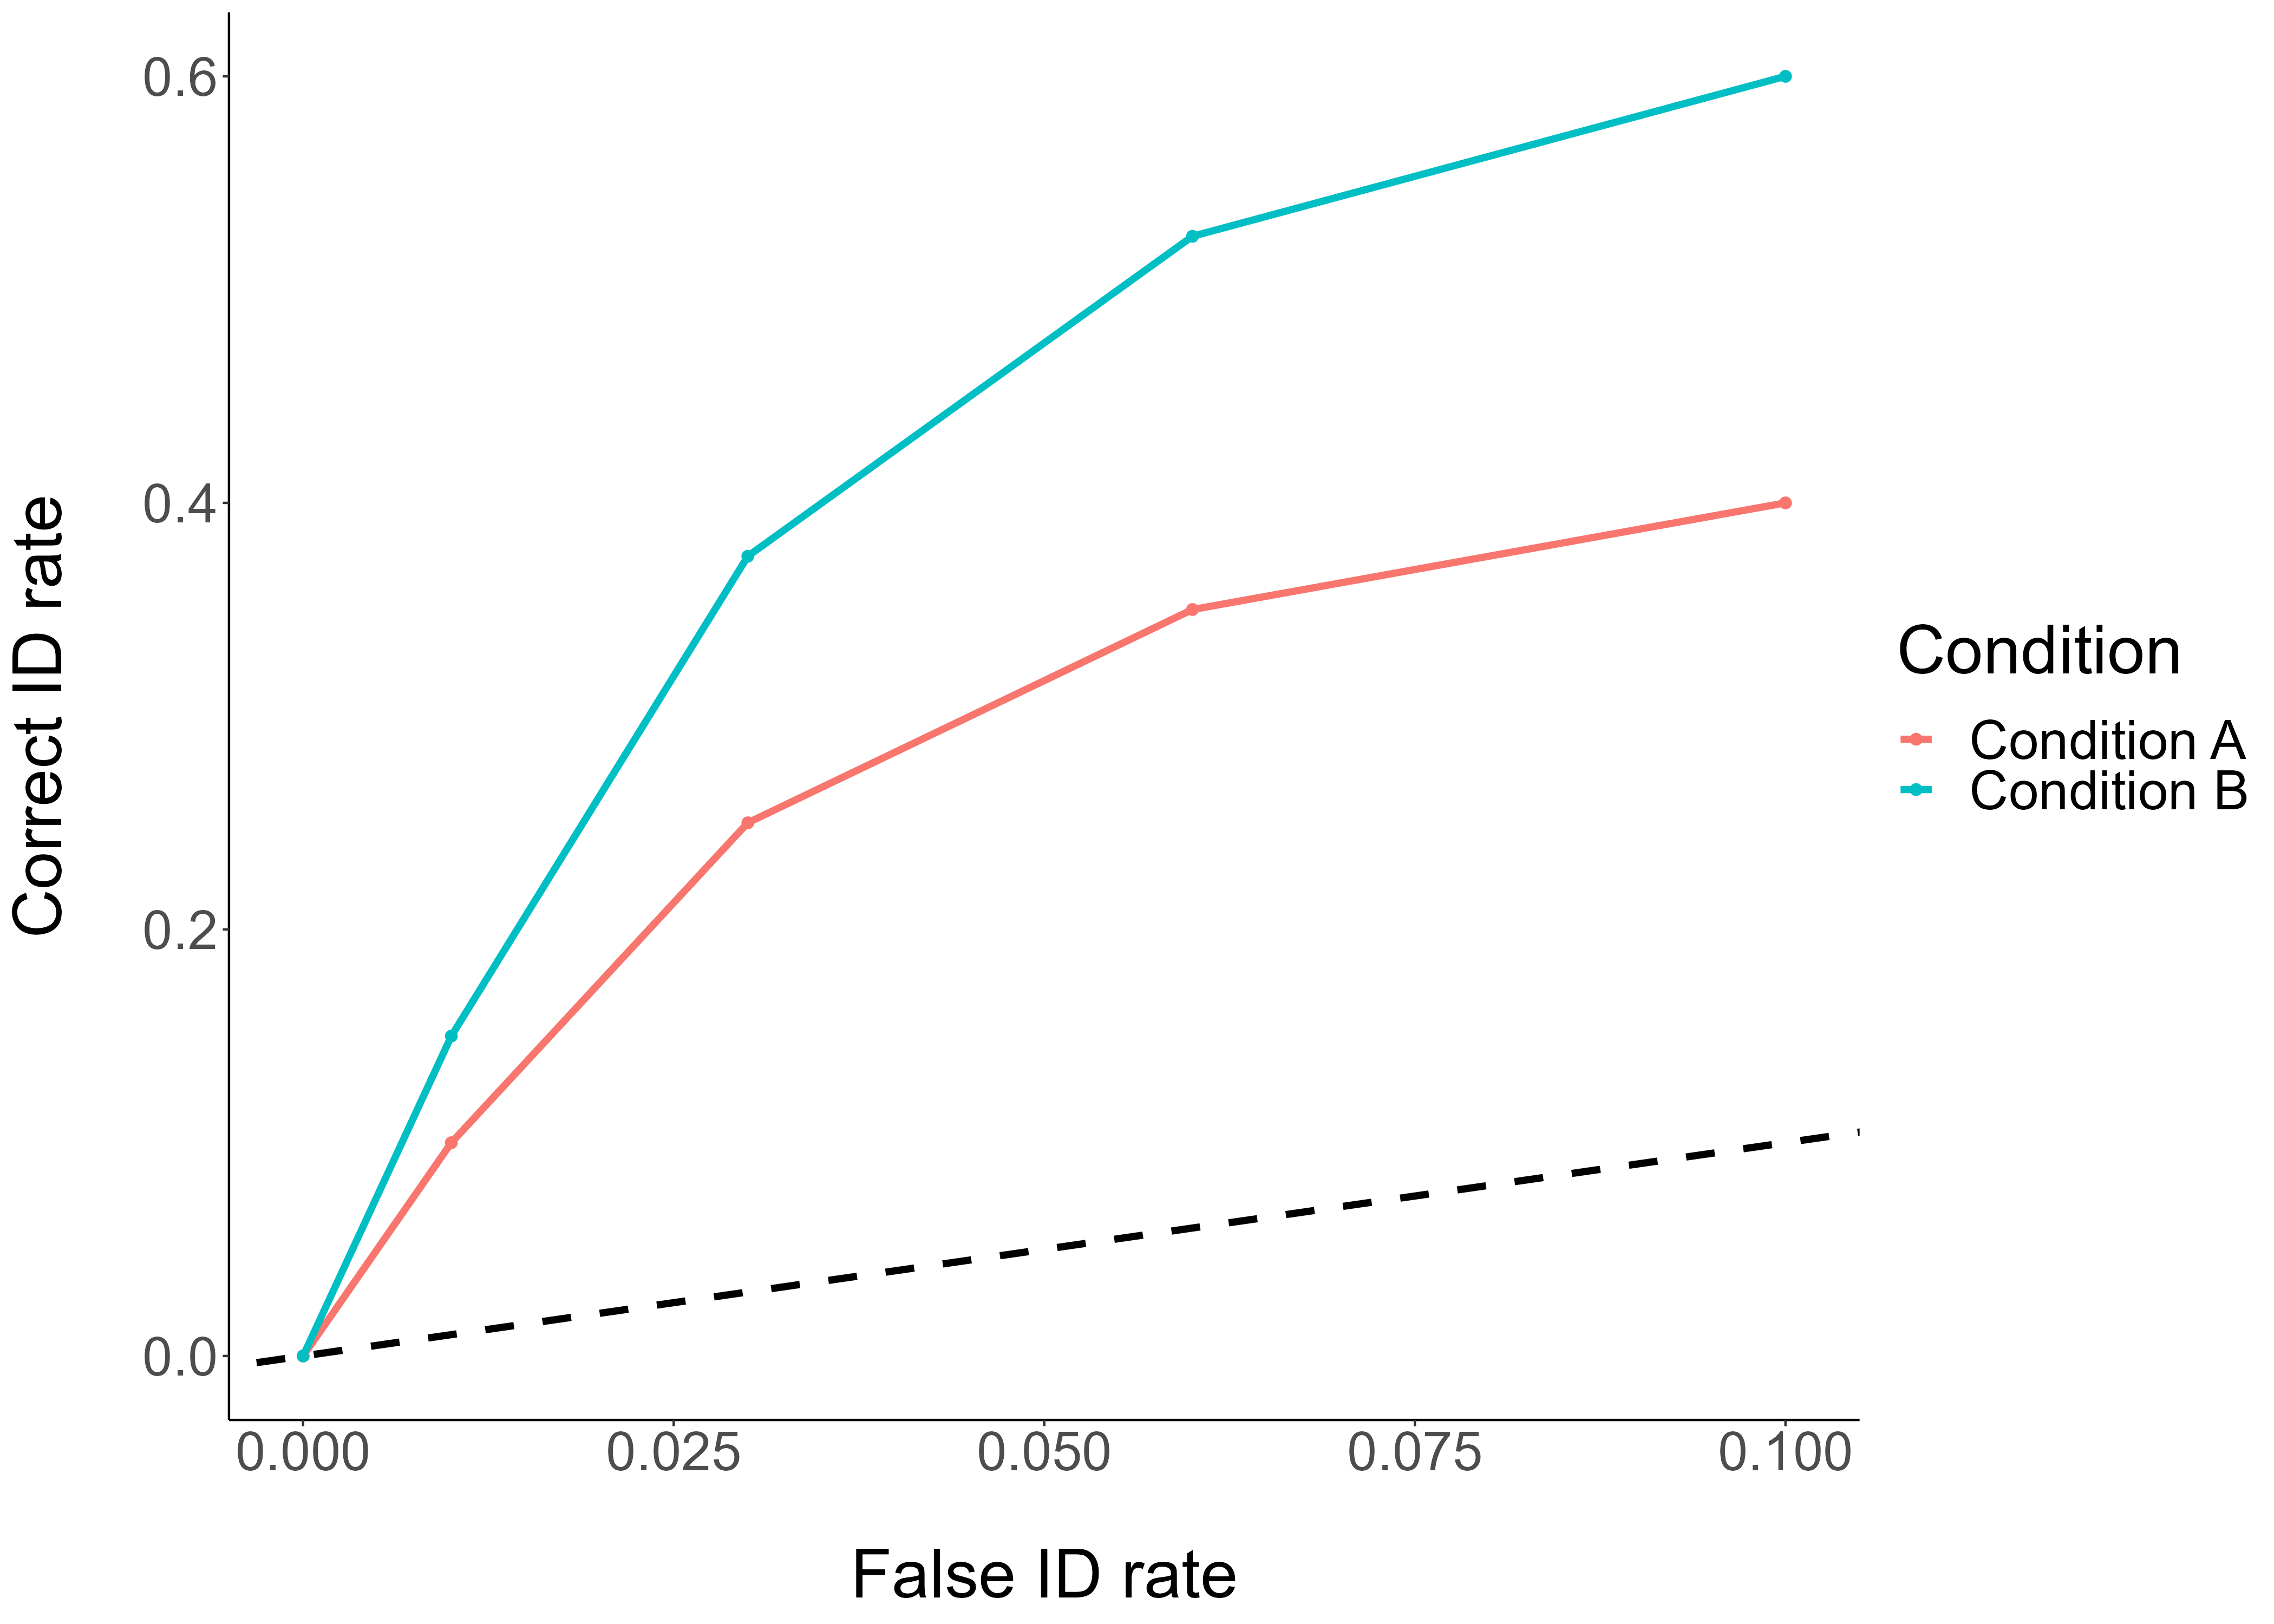 Correct ID rate
0.6
0.4
0.2
0.0
0.000 0.025 0.050 0.075 0.100
False ID rate
Condition
Condition A
Condition B